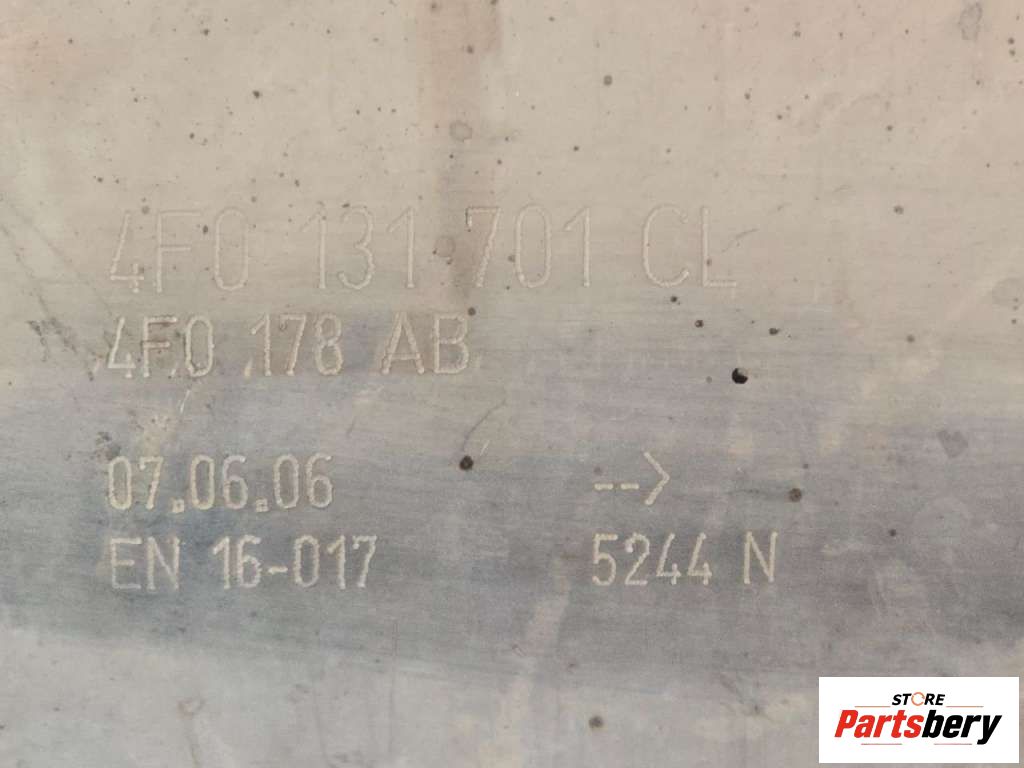 4F0 131 701 CL
4F0 178 AB
07.06.06 -->
EN 16-017 5244 N
STORE
Partsbery